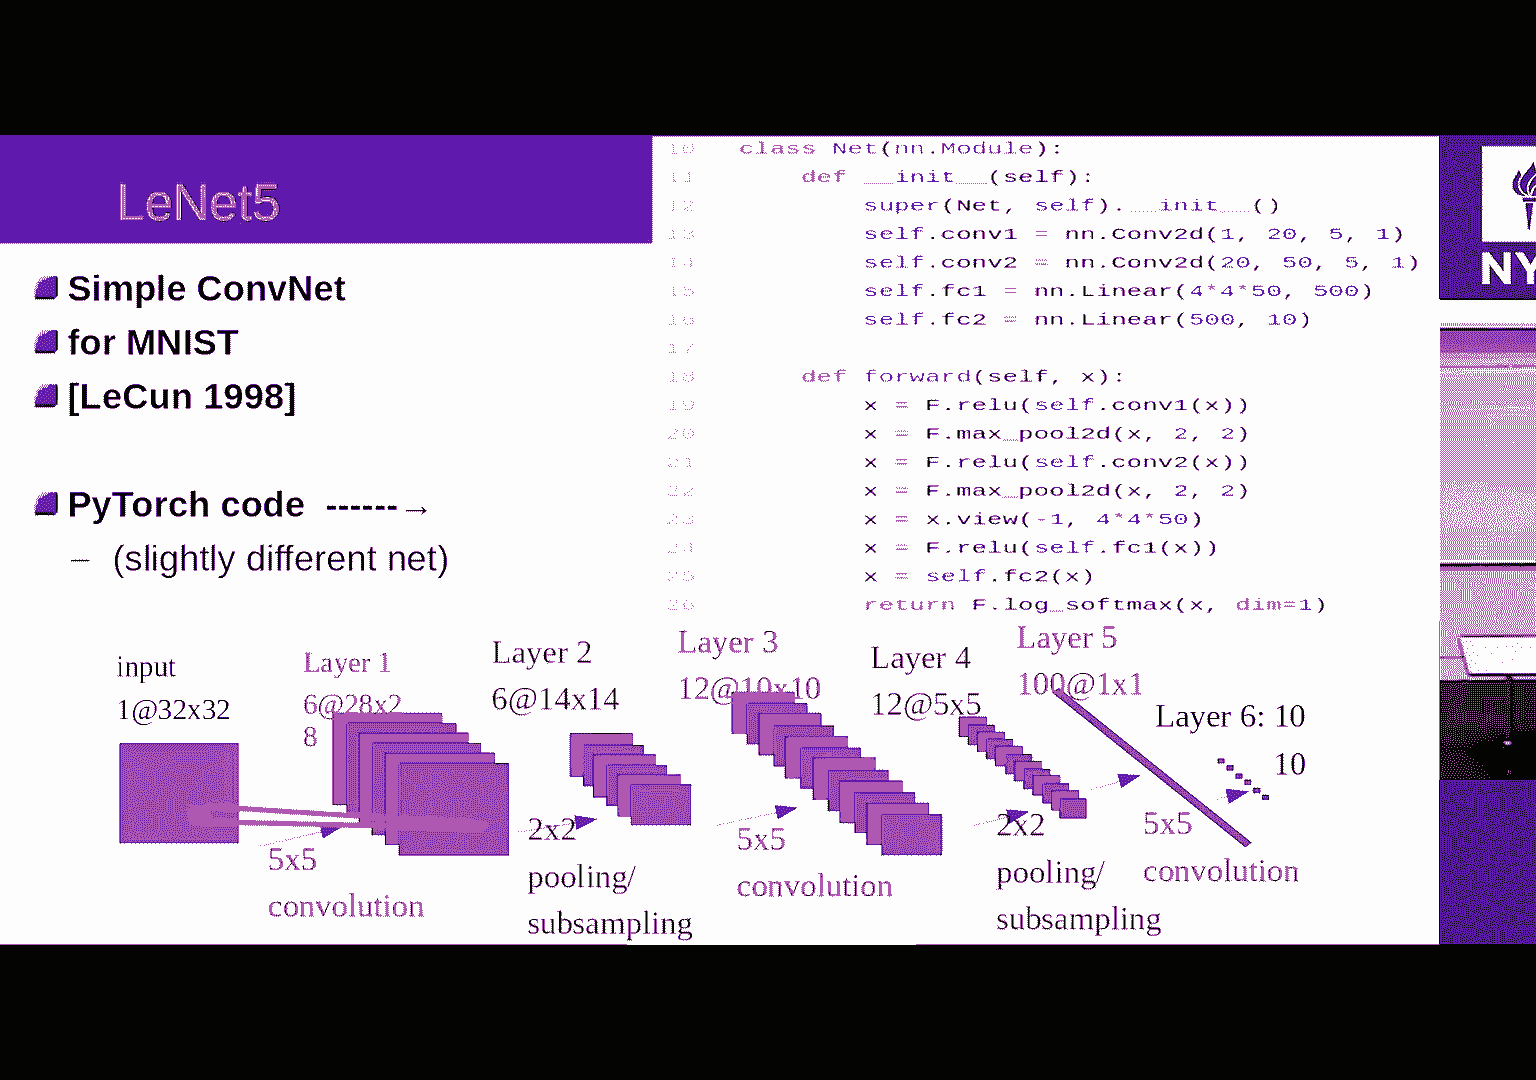 LeNet5
Simple ConvNet
for MNIST
[LeCun 1998]
PyTorch code ------→
– (slightly different net)
10 class Net(nn.Module):
11 def __init__(self):
12 super(Net, self).__init__()
13 self.conv1 = nn.Conv2d(1, 20, 5, 1)
14 self.conv2 = nn.Conv2d(20, 50, 5, 1)
15 self.fc1 = nn.Linear(4*4*50, 500)
16 self.fc2 = nn.Linear(500, 10)
17
18 def forward(self, x):
19 x = F.relu(self.conv1(x))
20 x = F.max_pool2d(x, 2, 2)
21 x = F.relu(self.conv2(x))
22 x = F.max_pool2d(x, 2, 2)
23 x = x.view(-1, 4*4*50)
24 x = F.relu(self.fc1(x))
25 x = self.fc2(x)
26 return F.log_softmax(x, dim=1)
NY
input
1@32x32
Layer 1
6@28x2
8
Layer 2
6@14x14
Layer 3
12@10x10
Layer 4
12@5x5
Layer 5
100@1x1
Layer 6: 10
10
5x5
convolution
2x2
pooling/
subsampling
5x5
convolution
2x2
pooling/
subsampling
5x5
convolution